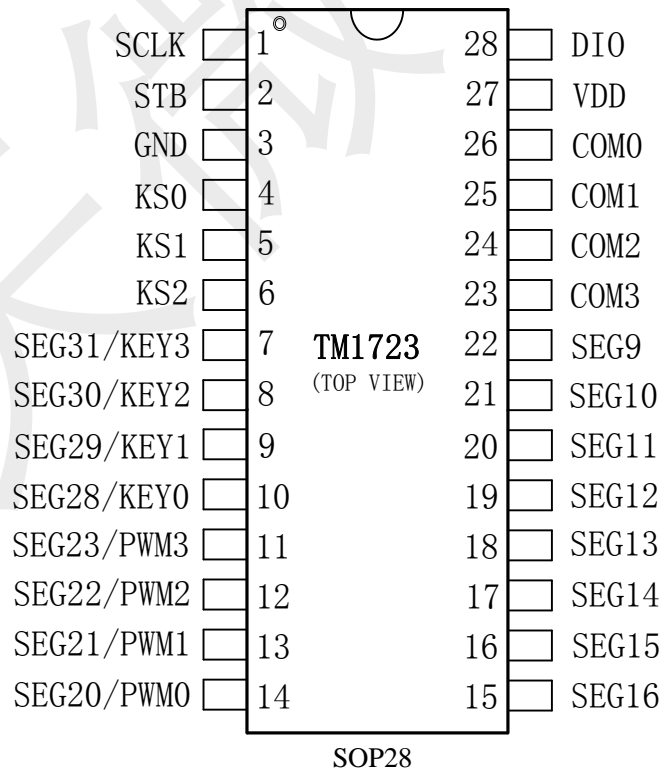 SCLK 1 28 DIO
STB 2 27 VDD
GND 3 26 COM0
KS0 4 25 COM1
KS1 5 24 COM2
KS2 6 23 COM3
SEG31/KEY3 7 TM1723 22 SEG9
SEG30/KEY2 8 (TOP VIEW) 21 SEG10
SEG29/KEY1 9 20 SEG11
SEG28/KEY0 10 19 SEG12
SEG23/PWM3 11 18 SEG13
SEG22/PWM2 12 17 SEG14
SEG21/PWM1 13 16 SEG15
SEG20/PWM0 14 15 SEG16
SOP28